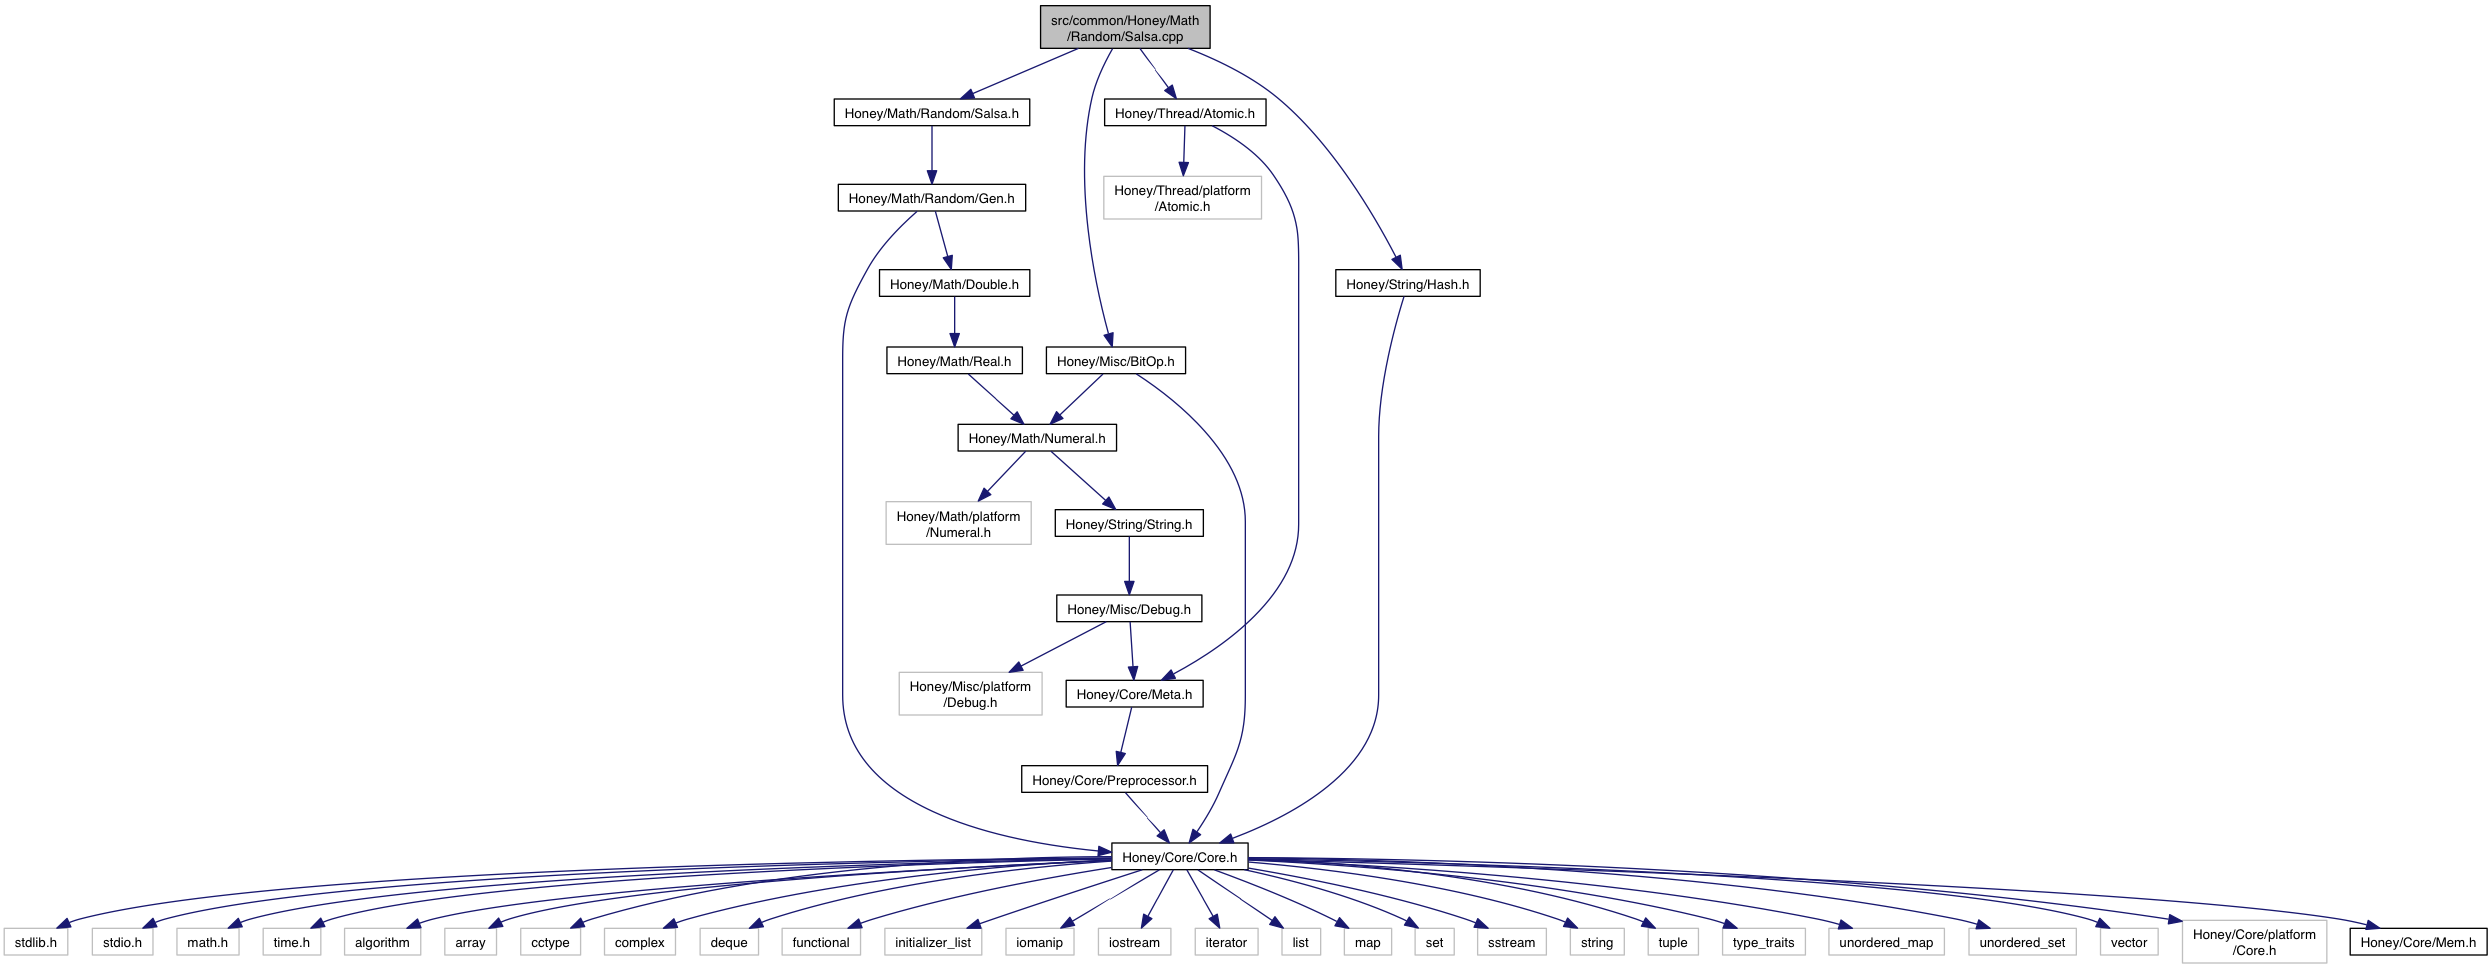 src/common/Honey/Math
/Random/Salsa.cpp
Honey/Math/Random/Salsa.h
Honey/Thread/Atomic.h
Honey/Math/Random/Gen.h
Honey/Thread/platform
/Atomic.h
Honey/Math/Double.h
Honey/String/Hash.h
Honey/Math/Real.h
Honey/Misc/BitOp.h
Honey/Math/Numeral.h
Honey/Math/platform
/Numeral.h
Honey/String/String.h
Honey/Misc/Debug.h
Honey/Misc/platform
/Debug.h
Honey/Core/Meta.h
Honey/Core/Preprocessor.h
Honey/Core/Core.h
stdlib.h
stdio.h
math.h
time.h
algorithm
array
cctype
complex
deque
functional
initializer_list
iomanip
iostream
iterator
list
map
set
sstream
string
tuple
type_traits
unordered_map
unordered_set
vector
Honey/Core/platform
/Core.h
Honey/Core/Mem.h